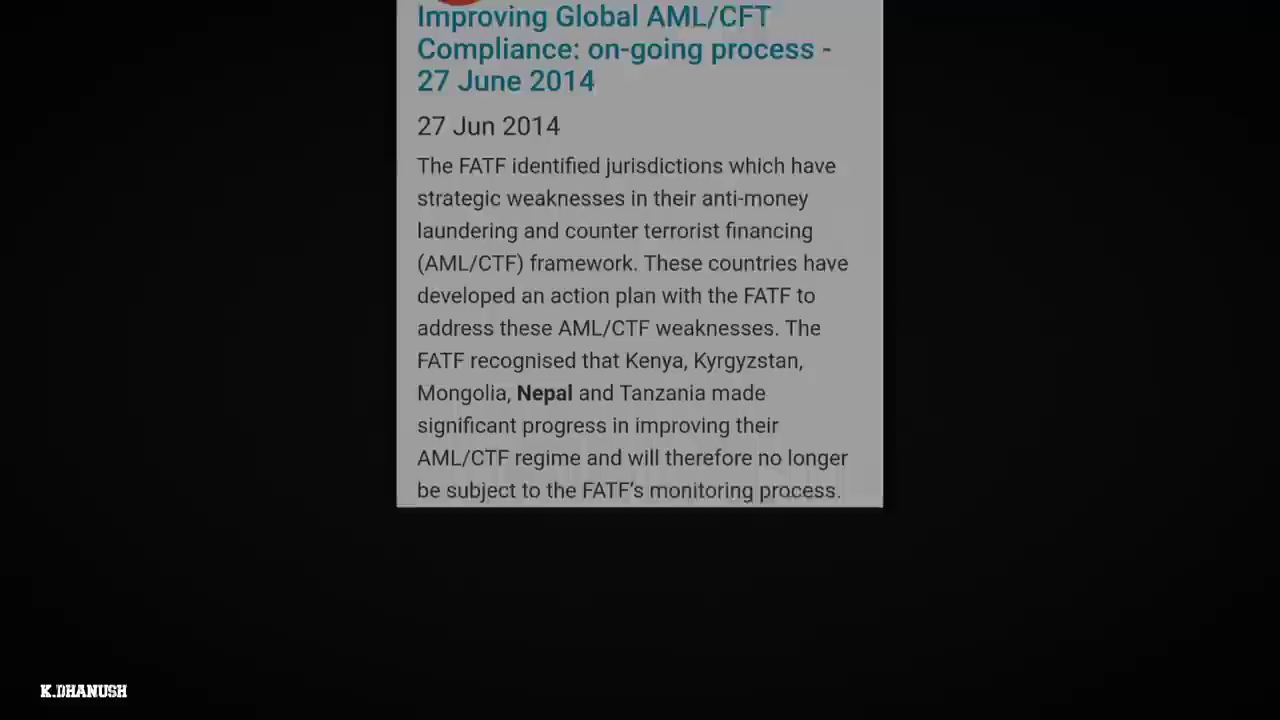 Improving Global AML/CFT
Compliance: on-going process -
27 June 2014
27 Jun 2014
The FATF identified jurisdictions which have
strategic weaknesses in their anti-money
laundering and counter terrorist financing
(AML/CTF) framework. These countries have
developed an action plan with the FATF to
address these AML/CTF weaknesses. The
FATF recognised that Kenya, Kyrgyzstan,
Mongolia, Nepal and Tanzania made
significant progress in improving their
AML/CTF regime and will therefore no longer
be subject to the FATF's monitoring process.
K.DHANUSH